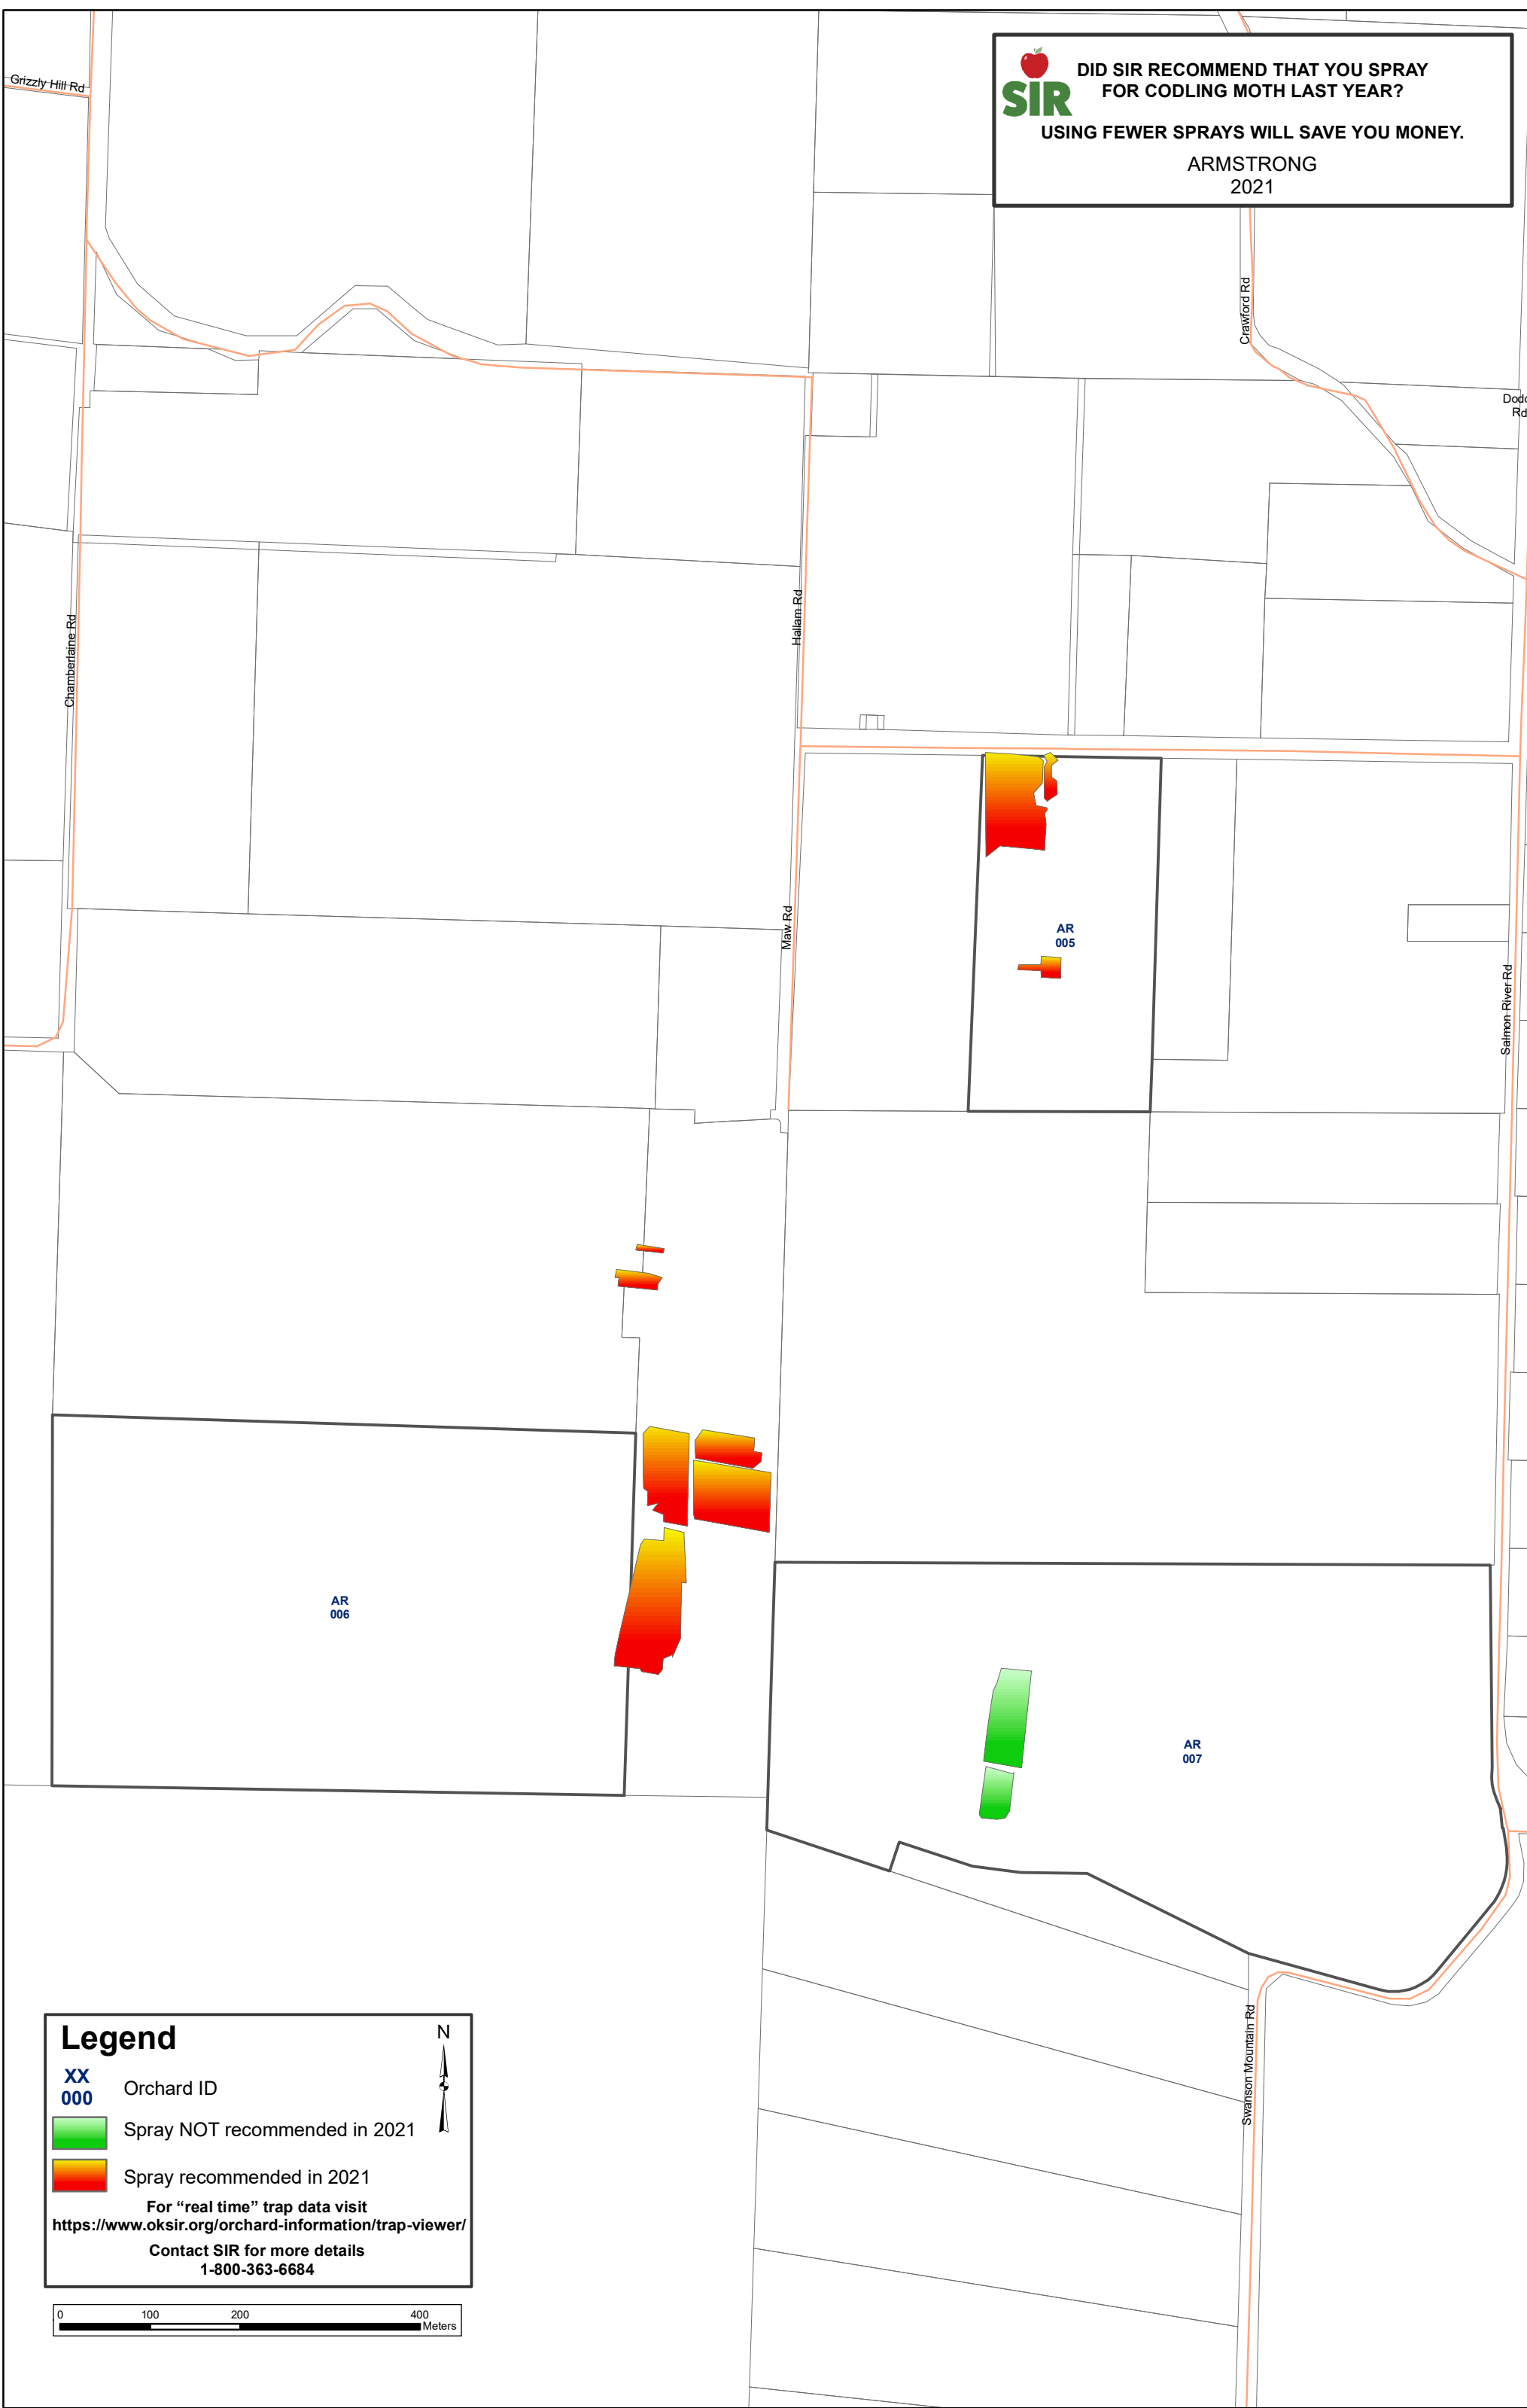 Grizzly Hill Rd
SIR
DID SIR RECOMMEND THAT YOU SPRAY
FOR CODLING MOTH LAST YEAR?
USING FEWER SPRAYS WILL SAVE YOU MONEY.
ARMSTRONG
2021
Crawford Rd
Dodd
Rd
Chamberlaine Rd
Hallam Rd
Maw Rd
AR
005
Salmon River Rd
AR
006
AR
007
Swanson Mountain Rd
Legend
N
XX
000
Orchard ID
Spray NOT recommended in 2021
Spray recommended in 2021
For “real time” trap data visit
https://www.oksir.org/orchard-information/trap-viewer/
Contact SIR for more details
1-800-363-6684
0 100 200 400
Meters